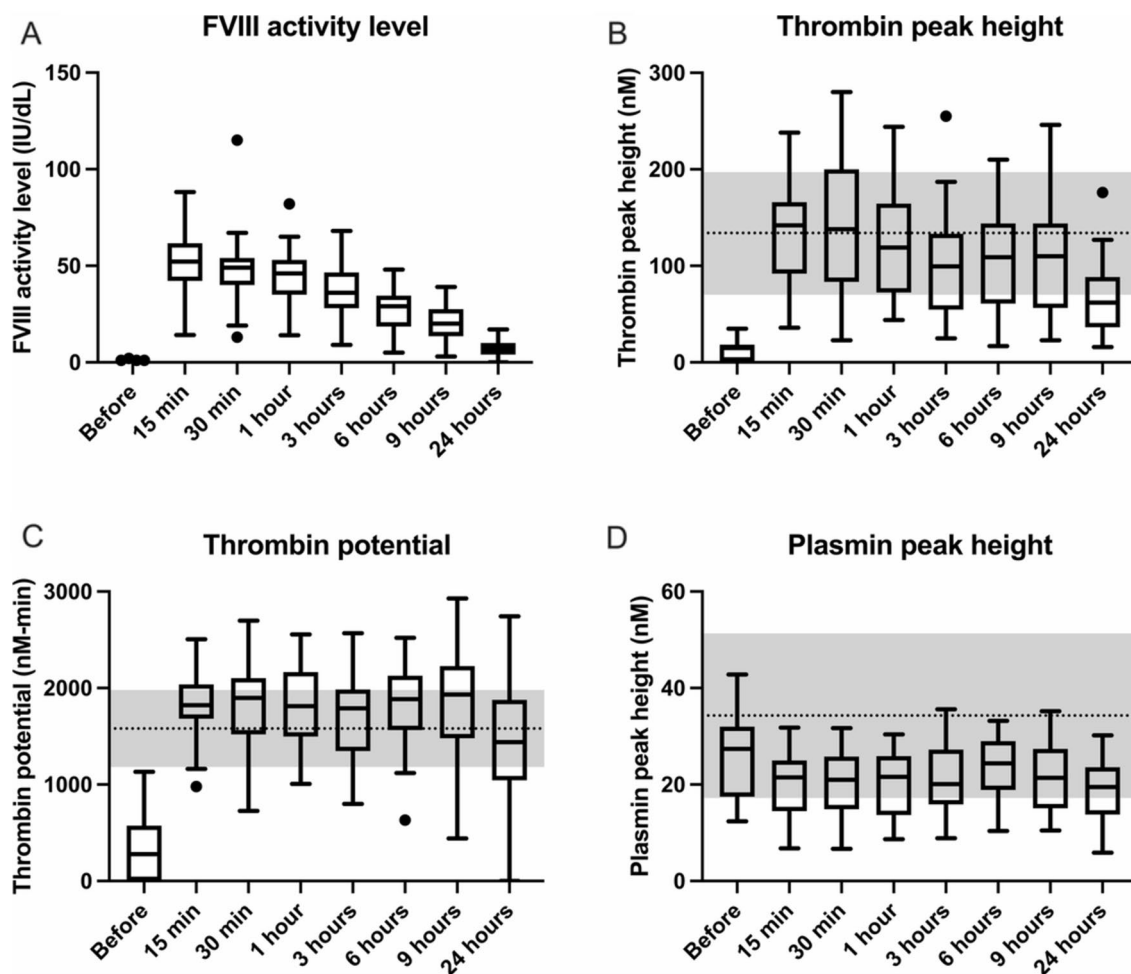 A
FVIII activity level
FVIII activity level (IU/dL)
150
100
50
0
Before
15 min
30 min
1 hour
3 hours
6 hours
9 hours
24 hours
B
Thrombin peak height
Thrombin peak height (nM)
300
200
100
0
Before
15 min
30 min
1 hour
3 hours
6 hours
9 hours
24 hours
C
Thrombin potential
Thrombin potential (nM-min)
3000
2000
1000
0
Before
15 min
30 min
1 hour
3 hours
6 hours
9 hours
24 hours
D
Plasmin peak height
Plasmin peak height (nM)
60
40
20
0
Before
15 min
30 min
1 hour
3 hours
6 hours
9 hours
24 hours